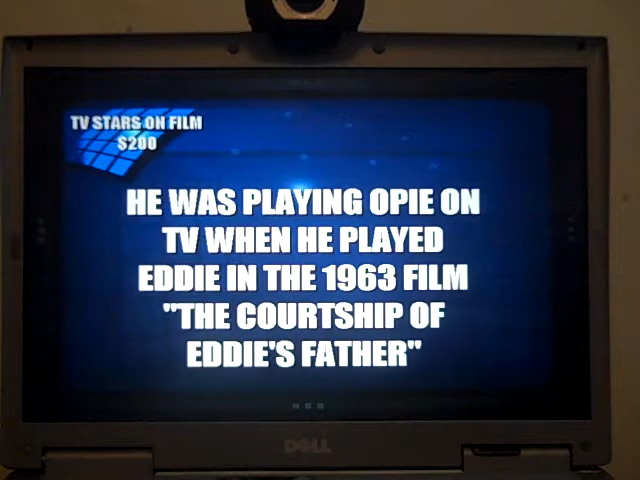 TV STARS ON FILM
$200
HE WAS PLAYING OPIE ON
TV WHEN HE PLAYED
EDDIE IN THE 1963 FILM
"THE COURTSHIP OF
EDDIE'S FATHER"
DELL